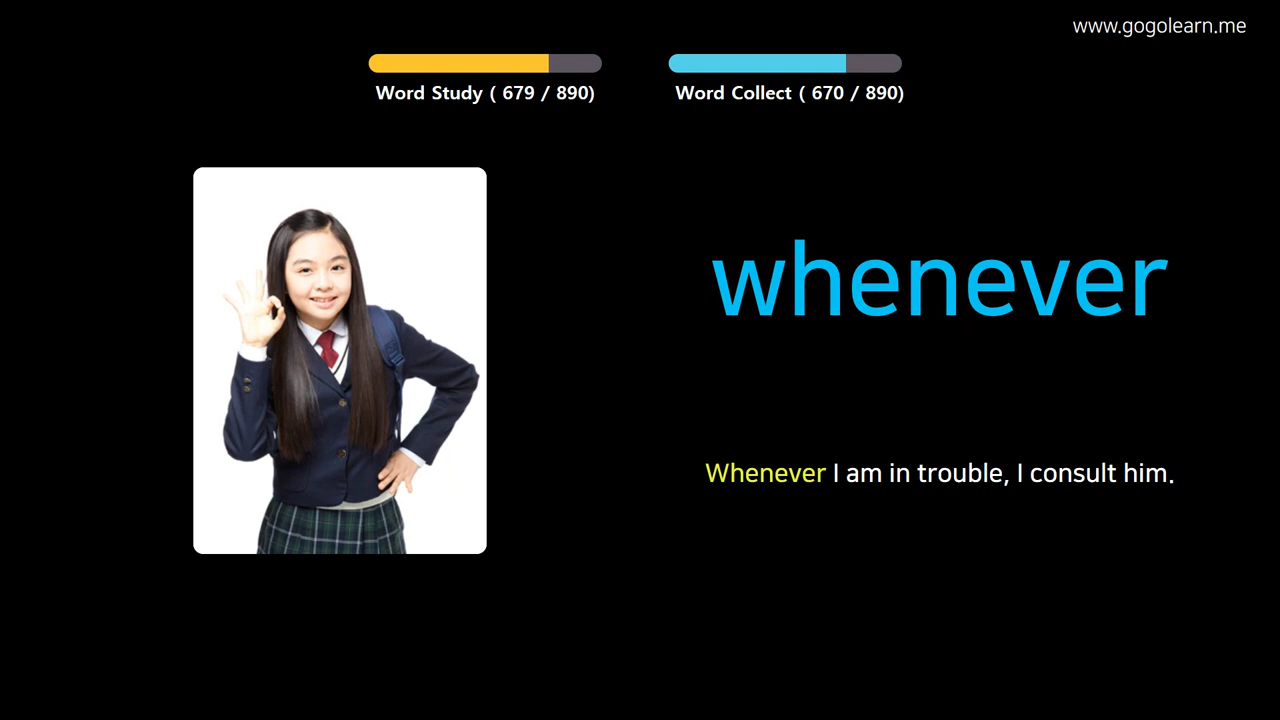 www.gogolearn.me
Word Study ( 679 / 890)
Word Collect ( 670 / 890)
whenever
Whenever I am in trouble, I consult him.